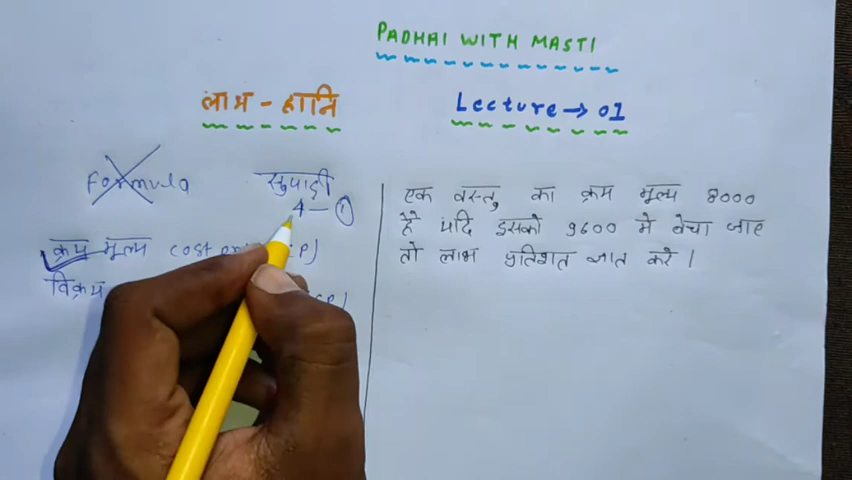 PADHAI WITH MASTI
लाभ - हानि
Lecture → 01
Formula
सुपाड़ी
4 — ①
क्रय मूल्य cost
विक्रय
एक वस्तु का क्रय मूल्य 8000
है यदि इसको 9600 मे बेचा जाए
तो लाभ प्रतिशत ज्ञात करे।